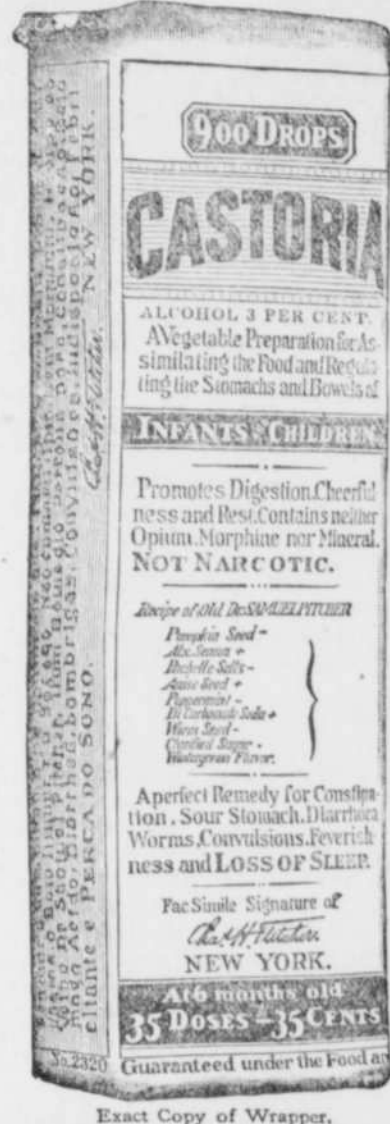 900 DROPS
CASTORIA
ALCOHOL 3 PER CENT.
A Vegetable Preparation for As-
similating the Food and Regula-
ting the Stomachs and Bowels of
INFANTS CHILDREN
Promotes Digestion, Cheerful-
ness and Rest. Contains neither
Opium, Morphine nor Mineral.
NOT NARCOTIC.
Recipe of Old Dr. SAMUEL PITCHER
Pumpkin Seed -
Alx. Senna +
Rochelle Salts -
Anise Seed +
Peppermint -
Bi Carbonate Soda +
Worm Seed -
Clarified Sugar -
Wintergreen Flavor.
A perfect Remedy for Constipa-
tion, Sour Stomach, Diarrhoea
Worms, Convulsions, Feverish-
ness and LOSS OF SLEEP.
Fac Simile Signature of
Chas H. Fletcher.
NEW YORK.
At 6 months old
35 DOSES - 35 CENTS
Guaranteed under the Food an
Exact Copy of Wrapper.
eltante e PERCA DO SONO.
Chas H. Fletcher.
NEW YORK.
No. 2320